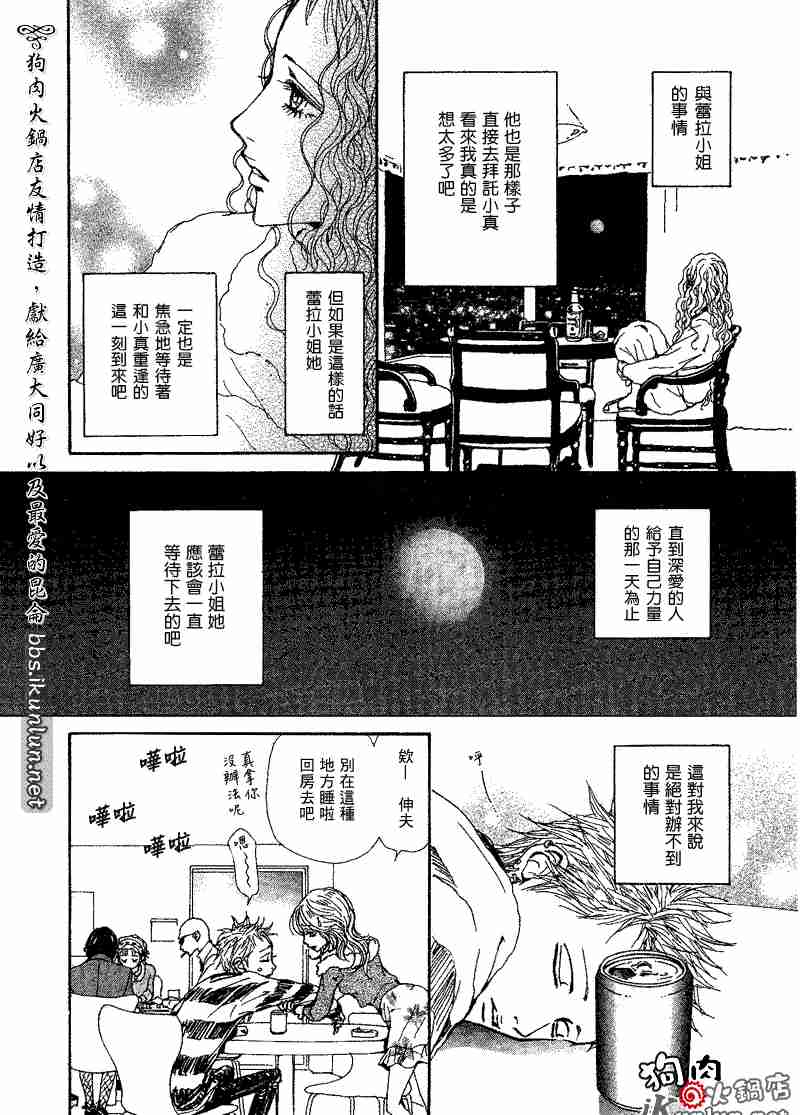 與蕾拉小姐
的事情
他也是那樣子
直接去拜託小真
看來我真的是
想太多了吧
但如果是這樣的話
蕾拉小姐她
一定也是
焦急地等待著
和小真重逢的
這一刻到來吧
直到深愛的人
給予自己力量
的那一天為止
蕾拉小姐她
應該會一直
等待下去的吧
這對我來說
是絕對辦不到
的事情
呼
欸— 伸夫
別在這種
地方睡啦
回房去吧
真拿你
沒辦法呢
嗯～
嘩啦
嘩啦
嘩啦
嘩啦
狗肉火鍋店友情打造，獻給廣大同好以及最愛的昆侖 bbs.ikunlun.net
狗肉
火鍋店